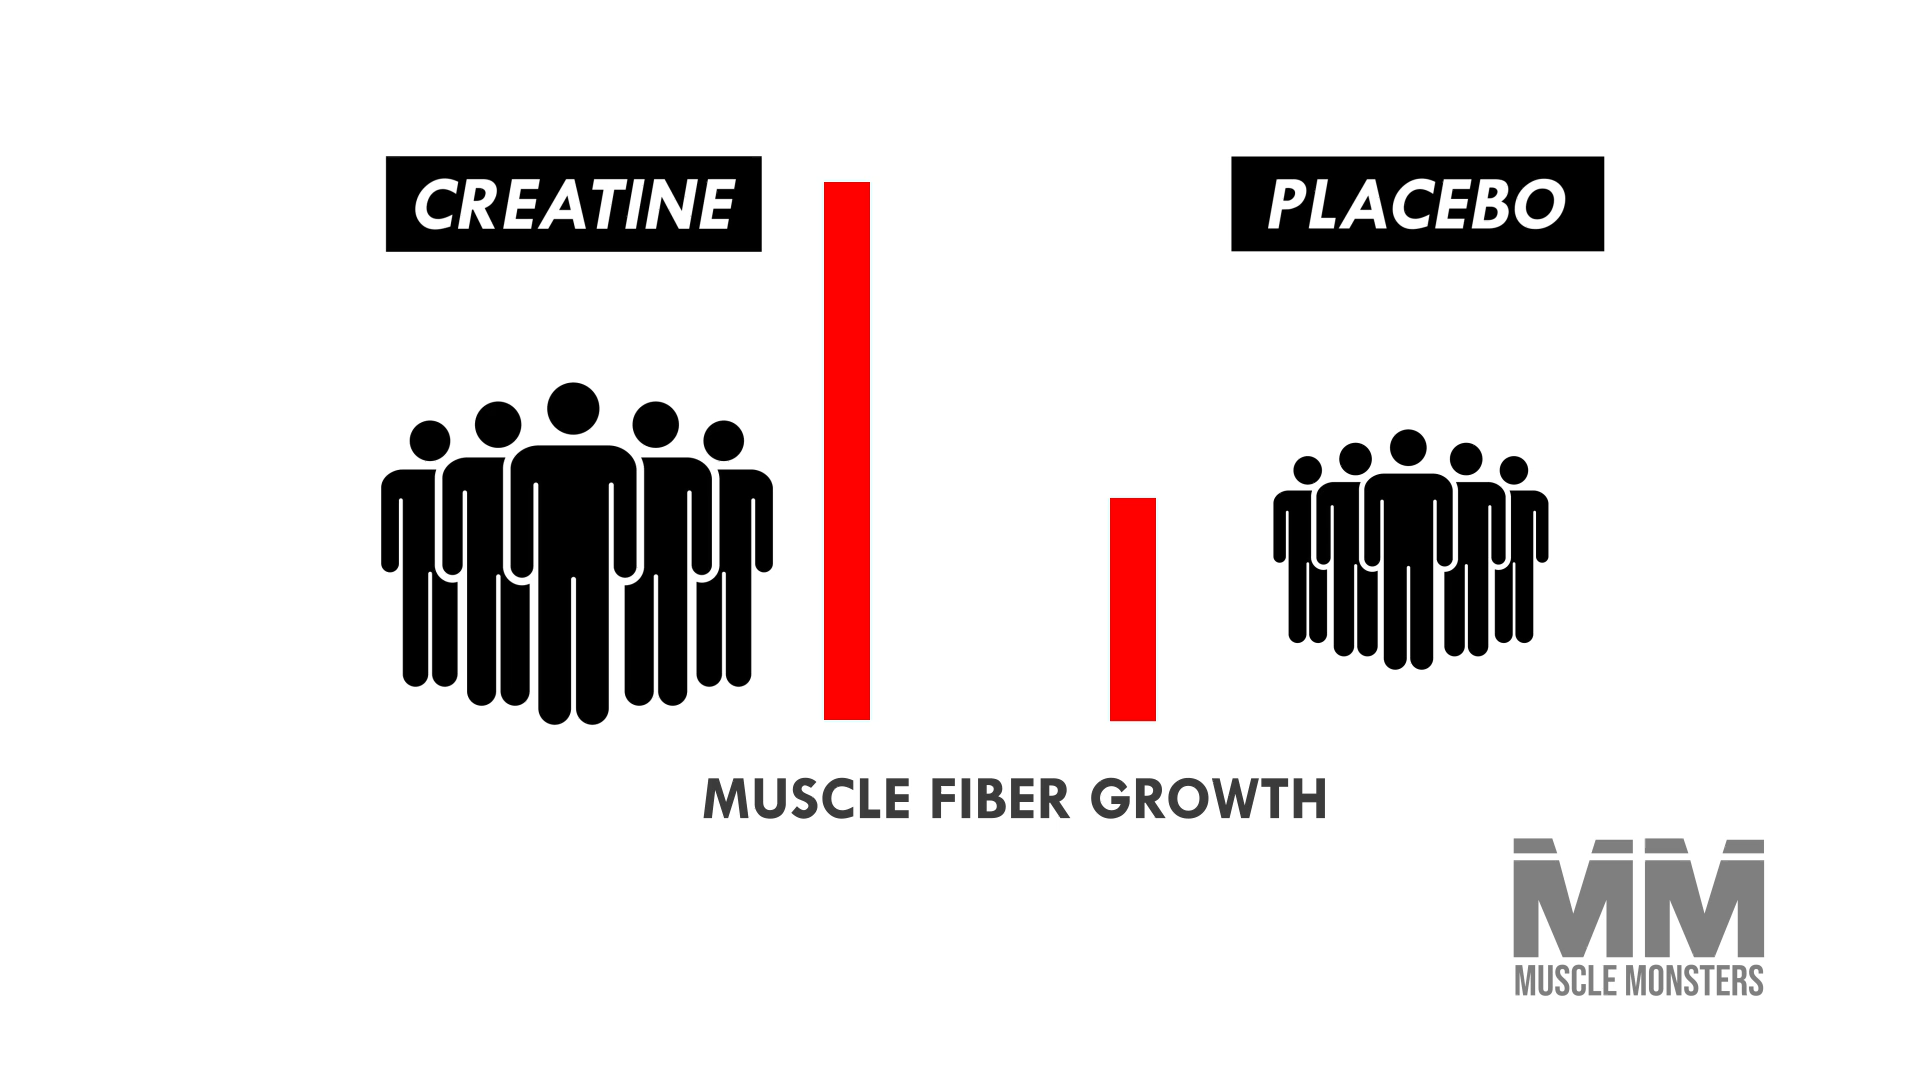 CREATINE
PLACEBO
MUSCLE FIBER GROWTH
MM
MUSCLE MONSTERS